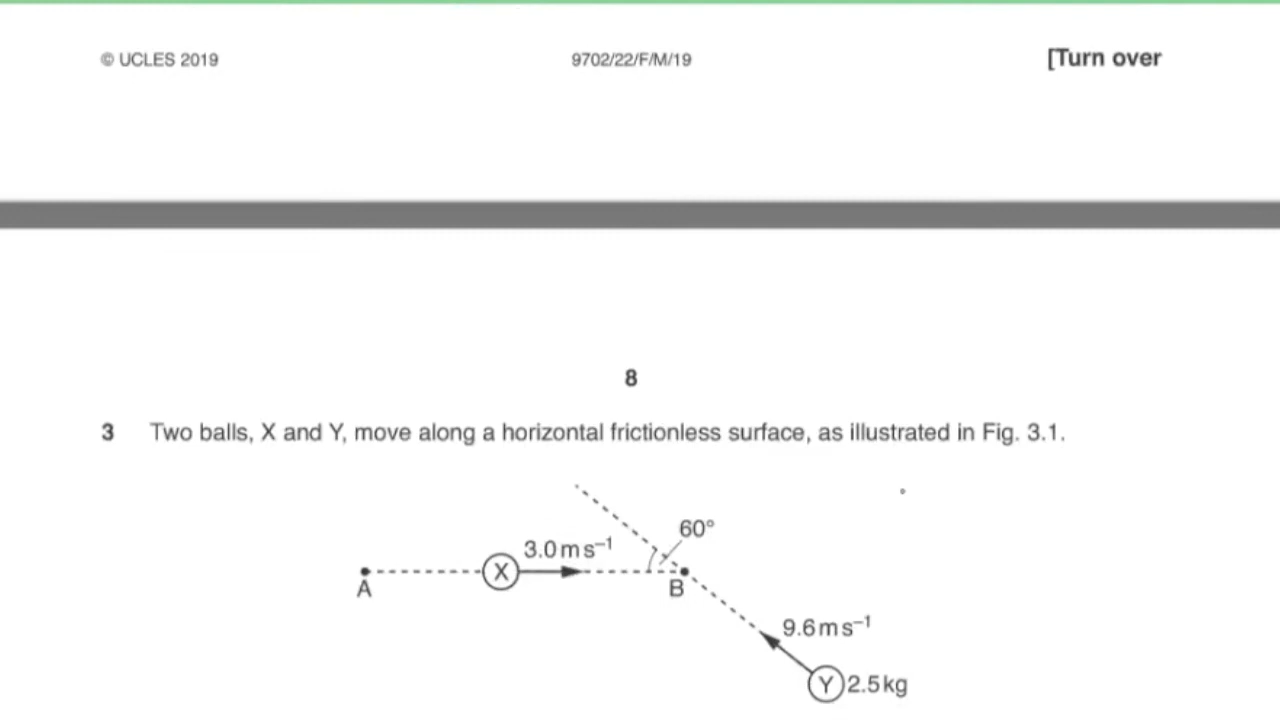 © UCLES 2019 9702/22/F/M/19 [Turn over
8
3 Two balls, X and Y, move along a horizontal frictionless surface, as illustrated in Fig. 3.1.
60°
3.0 m s⁻¹
X
A
B
9.6 m s⁻¹
Y 2.5 kg